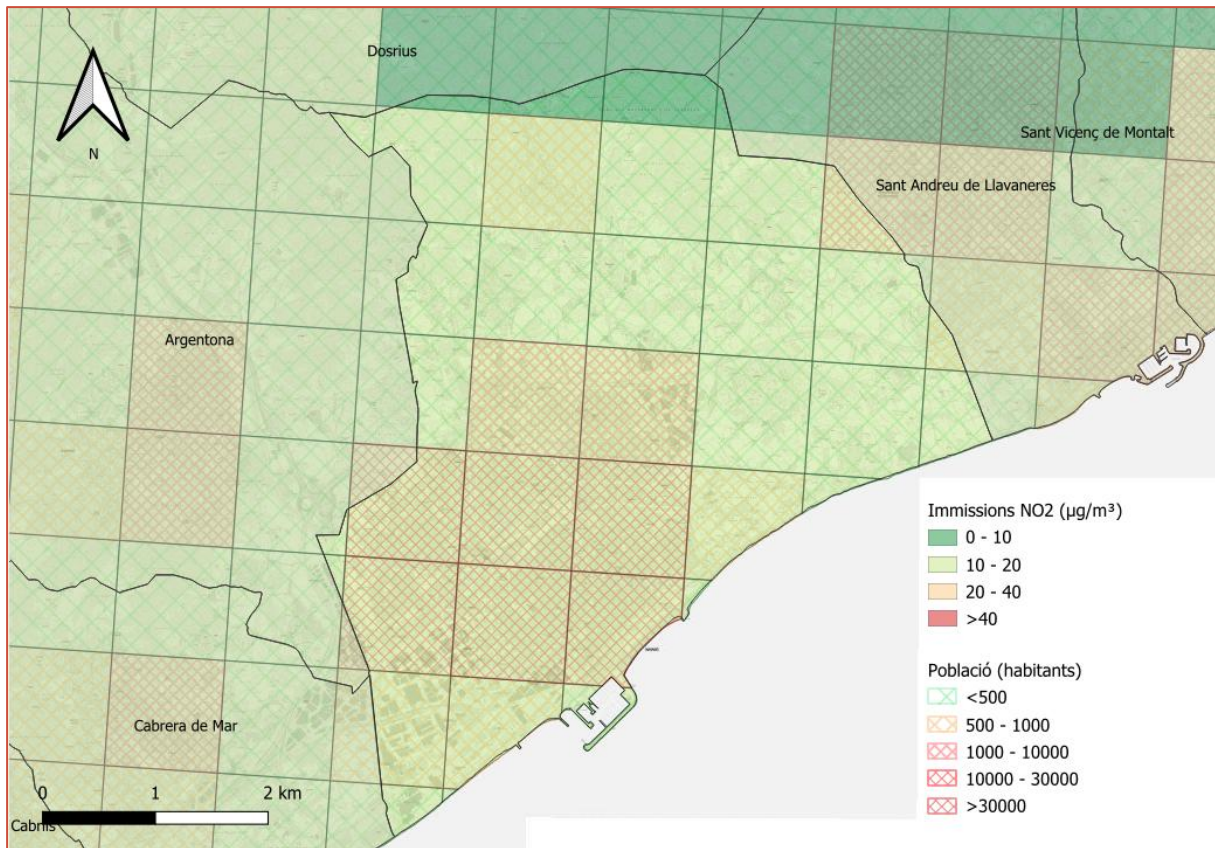 Dosrius
N
Sant Vicenç de Montalt
Sant Andreu de Llavaneres
Argentona
Cabrera de Mar
Cabrils
0 1 2 km
Immissions NO2 (µg/m³)
0 - 10
10 - 20
20 - 40
>40
Població (habitants)
<500
500 - 1000
1000 - 10000
10000 - 30000
>30000